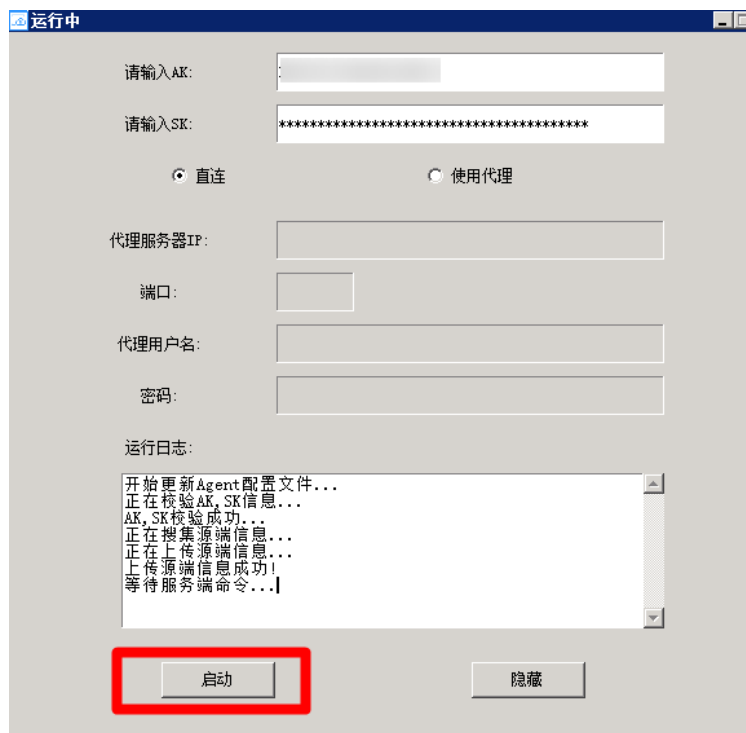 运行中
请输入AK:
请输入SK:
****************************************
直连
使用代理
代理服务器IP:
端口:
代理用户名:
密码:
运行日志:
开始更新Agent配置文件...
正在校验AK,SK信息...
AK,SK校验成功...
正在搜集源端信息...
正在上传源端信息...
上传源端信息成功!
等待服务端命令...
启动
隐藏